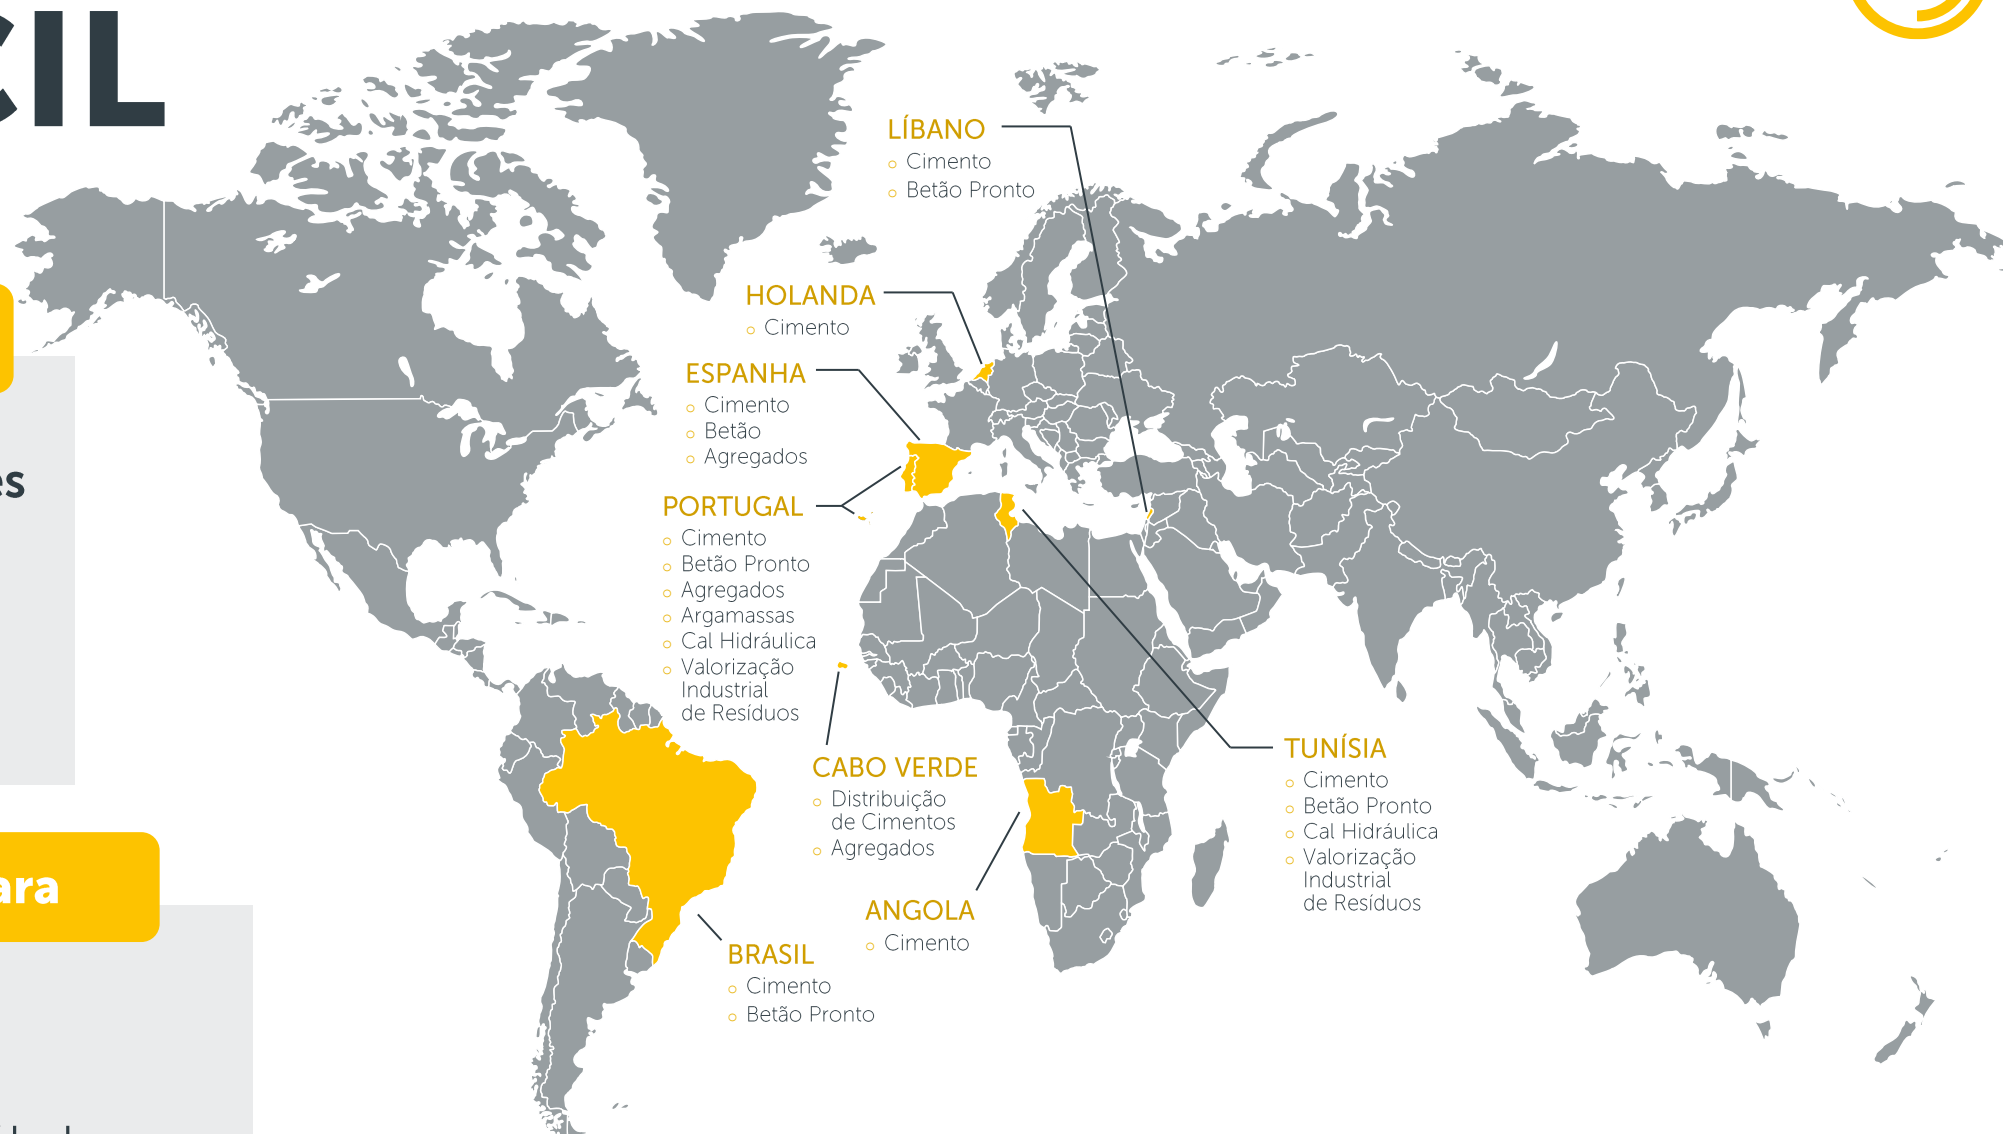 CIL
LÍBANO
Cimento
Betão Pronto
HOLANDA
Cimento
ESPANHA
Cimento
Betão
Agregados
PORTUGAL
Cimento
Betão Pronto
Agregados
Argamassas
Cal Hidráulica
Valorização
Industrial
de Resíduos
CABO VERDE
Distribuição
de Cimentos
Agregados
ANGOLA
Cimento
BRASIL
Cimento
Betão Pronto
TUNÍSIA
Cimento
Betão Pronto
Cal Hidráulica
Valorização
Industrial
de Resíduos
es
ara